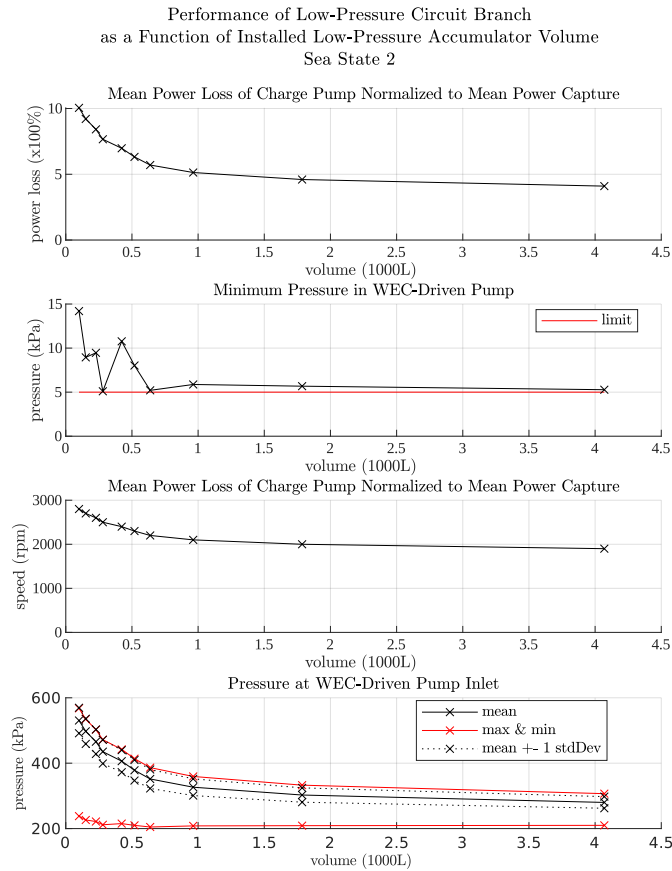 Performance of Low-Pressure Circuit Branch
as a Function of Installed Low-Pressure Accumulator Volume
Sea State 2
Mean Power Loss of Charge Pump Normalized to Mean Power Capture
power loss (x100%)
10
5
0
0 0.5 1 1.5 2 2.5 3 3.5 4 4.5
volume (1000L)
Minimum Pressure in WEC-Driven Pump
pressure (kPa)
15
10
5
0
limit
0 0.5 1 1.5 2 2.5 3 3.5 4 4.5
volume (1000L)
Mean Power Loss of Charge Pump Normalized to Mean Power Capture
speed (rpm)
3000
2000
1000
0
0 0.5 1 1.5 2 2.5 3 3.5 4 4.5
volume (1000L)
Pressure at WEC-Driven Pump Inlet
pressure (kPa)
600
400
200
mean
max & min
mean +- 1 stdDev
0 0.5 1 1.5 2 2.5 3 3.5 4 4.5
volume (1000L)